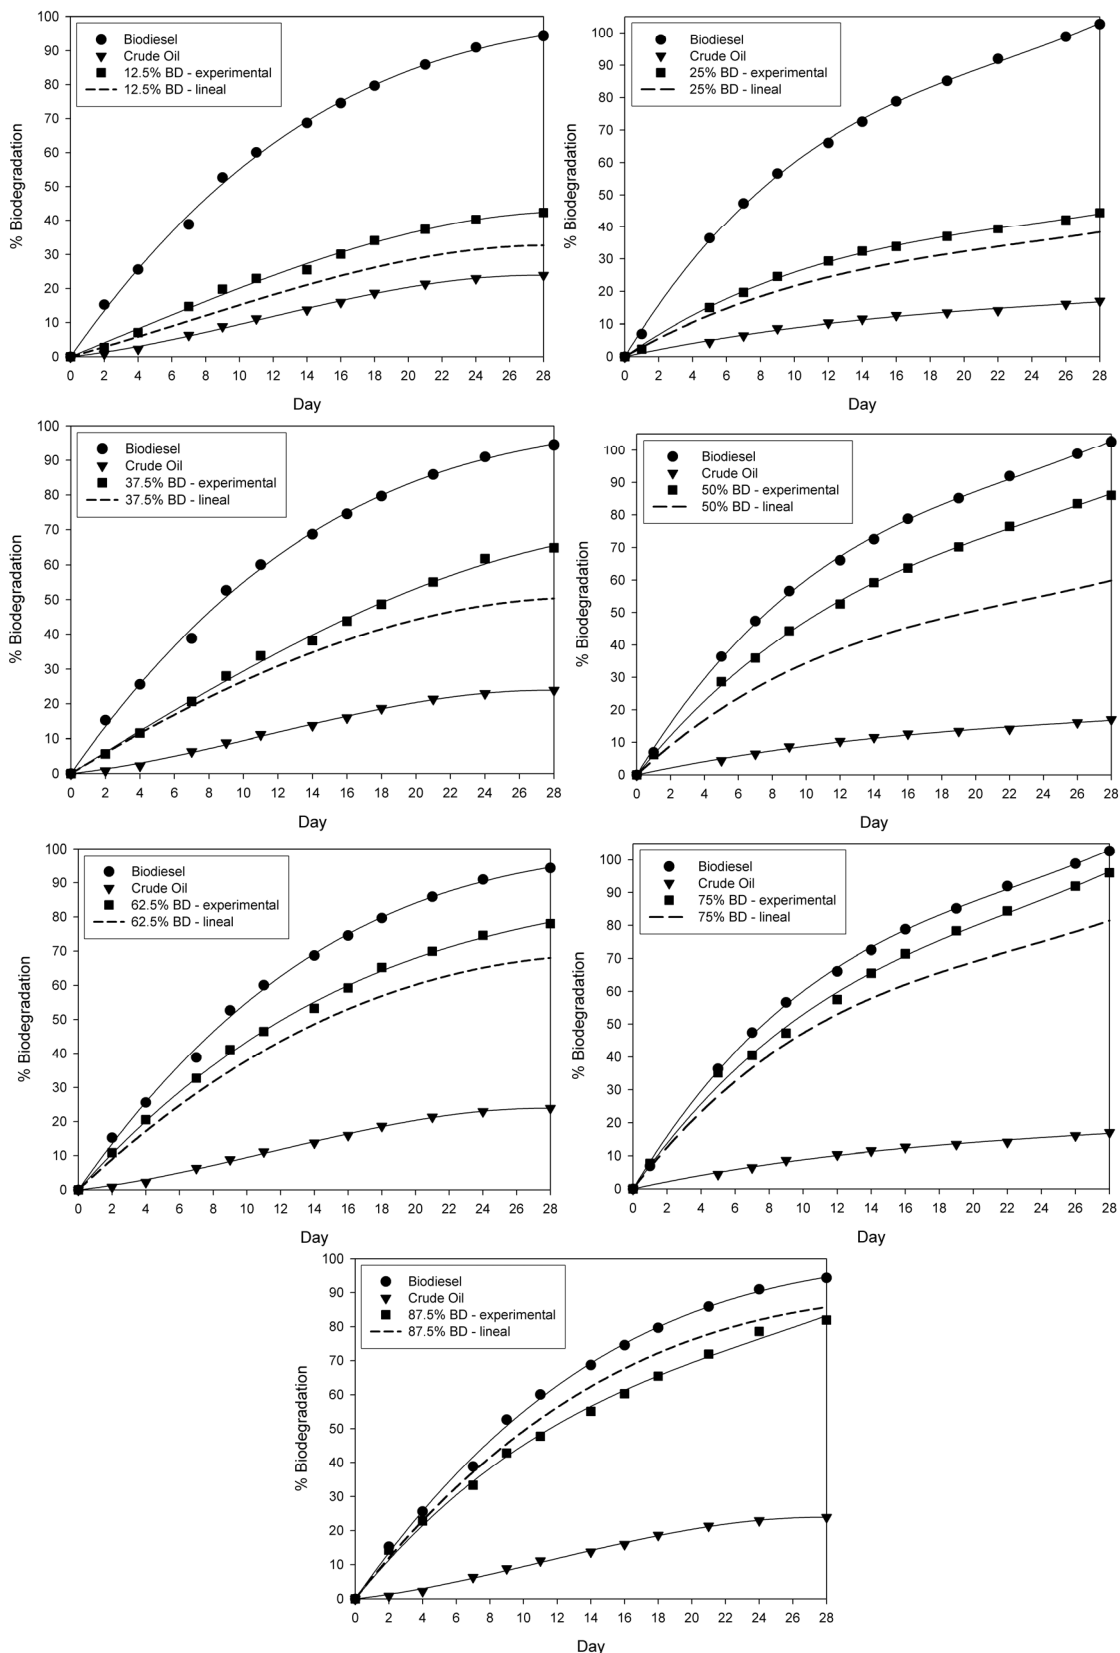 % Biodegradation
100
90
80
70
60
50
40
30
20
10
0
Biodiesel
Crude Oil
12.5% BD - experimental
12.5% BD - lineal
0 2 4 6 8 10 12 14 16 18 20 22 24 26 28
Day
% Biodegradation
100
90
80
70
60
50
40
30
20
10
0
Biodiesel
Crude Oil
25% BD - experimental
25% BD - lineal
0 2 4 6 8 10 12 14 16 18 20 22 24 26 28
Day
% Biodegradation
100
90
80
70
60
50
40
30
20
10
0
Biodiesel
Crude Oil
37.5% BD - experimental
37.5% BD - lineal
0 2 4 6 8 10 12 14 16 18 20 22 24 26 28
Day
% Biodegradation
100
90
80
70
60
50
40
30
20
10
0
Biodiesel
Crude Oil
50% BD - experimental
50% BD - lineal
0 2 4 6 8 10 12 14 16 18 20 22 24 26 28
Day
% Biodegradation
100
90
80
70
60
50
40
30
20
10
0
Biodiesel
Crude Oil
62.5% BD - experimental
62.5% BD - lineal
0 2 4 6 8 10 12 14 16 18 20 22 24 26 28
Day
% Biodegradation
100
90
80
70
60
50
40
30
20
10
0
Biodiesel
Crude Oil
75% BD - experimental
75% BD - lineal
0 2 4 6 8 10 12 14 16 18 20 22 24 26 28
Day
% Biodegradation
100
90
80
70
60
50
40
30
20
10
0
Biodiesel
Crude Oil
87.5% BD - experimental
87.5% BD - lineal
0 2 4 6 8 10 12 14 16 18 20 22 24 26 28
Day